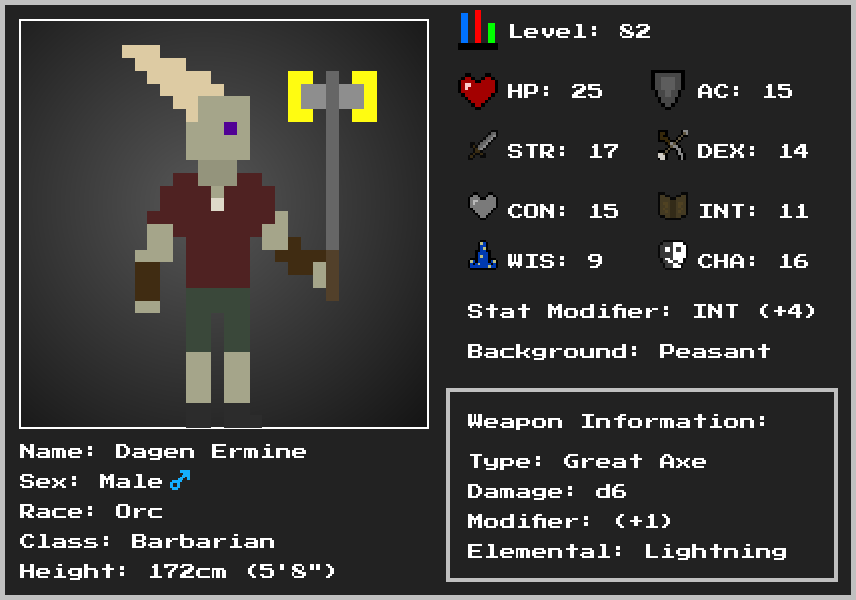 Level: 82
HP: 25 AC: 15
STR: 17 DEX: 14
CON: 15 INT: 11
WIS: 9 CHA: 16
Stat Modifier: INT (+4)
Background: Peasant
Weapon Information:
Type: Great Axe
Damage: d6
Modifier: (+1)
Elemental: Lightning
Name: Dagen Ermine
Sex: Male ♂
Race: Orc
Class: Barbarian
Height: 172cm (5'8")